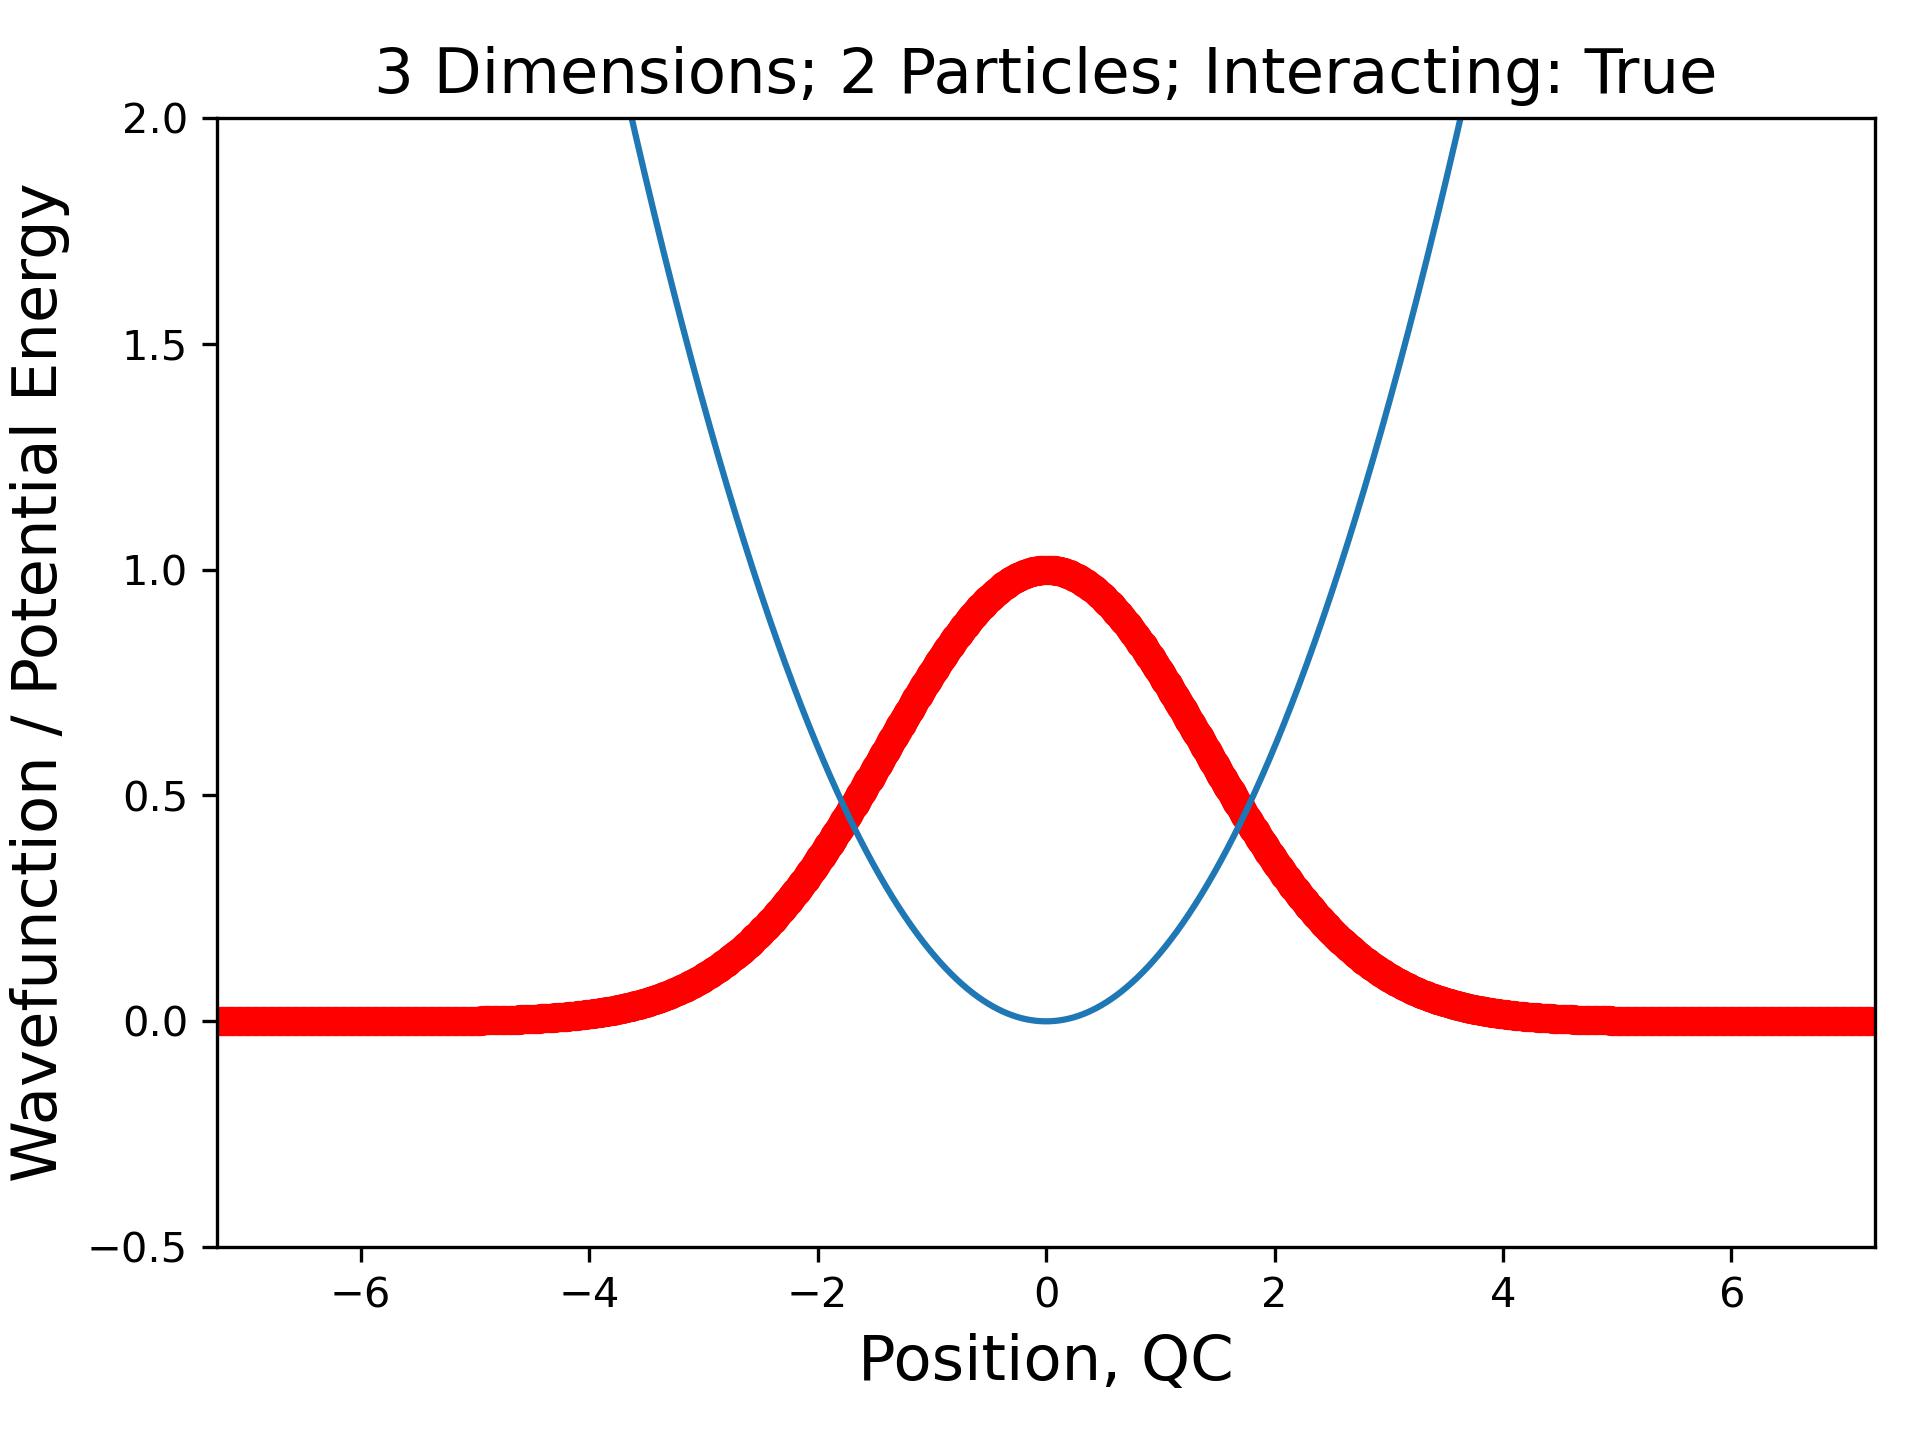 3 Dimensions; 2 Particles; Interacting: True
Wavefunction / Potential Energy
2.0
1.5
1.0
0.5
0.0
−0.5
−6 −4 −2 0 2 4 6
Position, QC